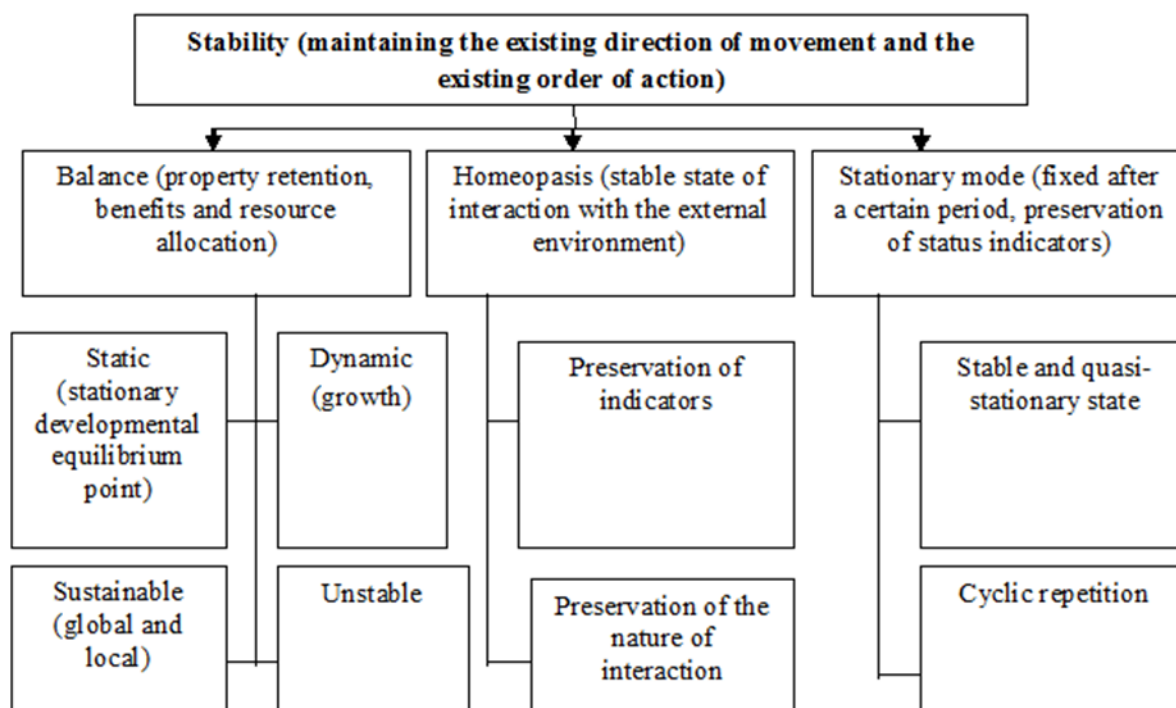 Stability (maintaining the existing direction of movement and the
existing order of action)
Balance (property retention,
benefits and resource
allocation)
Homeopasis (stable state of
interaction with the external
environment)
Stationary mode (fixed after
a certain period, preservation
of status indicators)
Static
(stationary
developmental
equilibrium
point)
Dynamic
(growth)
Preservation of
indicators
Stable and quasi-
stationary state
Sustainable
(global and
local)
Unstable
Preservation of the
nature of
interaction
Cyclic repetition